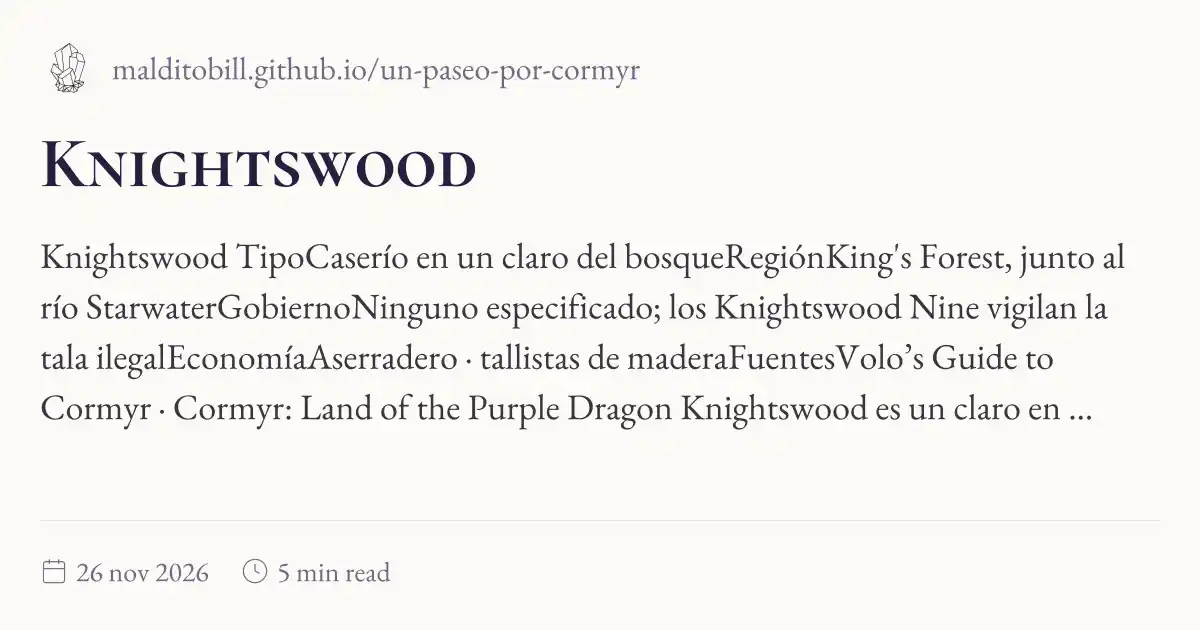 malditobill.github.io/un-paseo-por-cormyr
Knightswood
Knightswood TipoCaserío en un claro del bosqueRegiónKing's Forest, junto al
río StarwaterGobiernoNinguno especificado; los Knightswood Nine vigilan la
tala ilegalEconomíaAserradero · tallistas de maderaFuentesVolo’s Guide to
Cormyr · Cormyr: Land of the Purple Dragon Knightswood es un claro en ...
26 nov 2026
5 min read